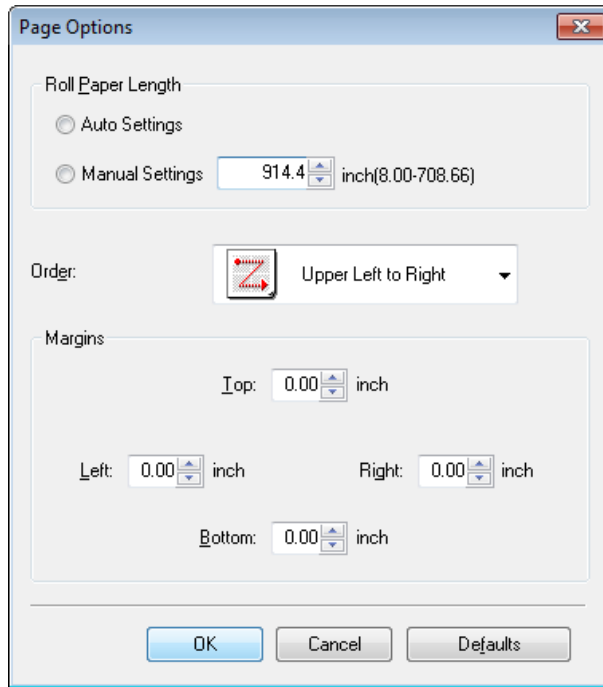 Page Options
Roll Paper Length
Auto Settings
Manual Settings 914.4 inch(8.00-708.66)
Order: Upper Left to Right
Margins
Top: 0.00 inch
Left: 0.00 inch Right: 0.00 inch
Bottom: 0.00 inch
OK Cancel Defaults